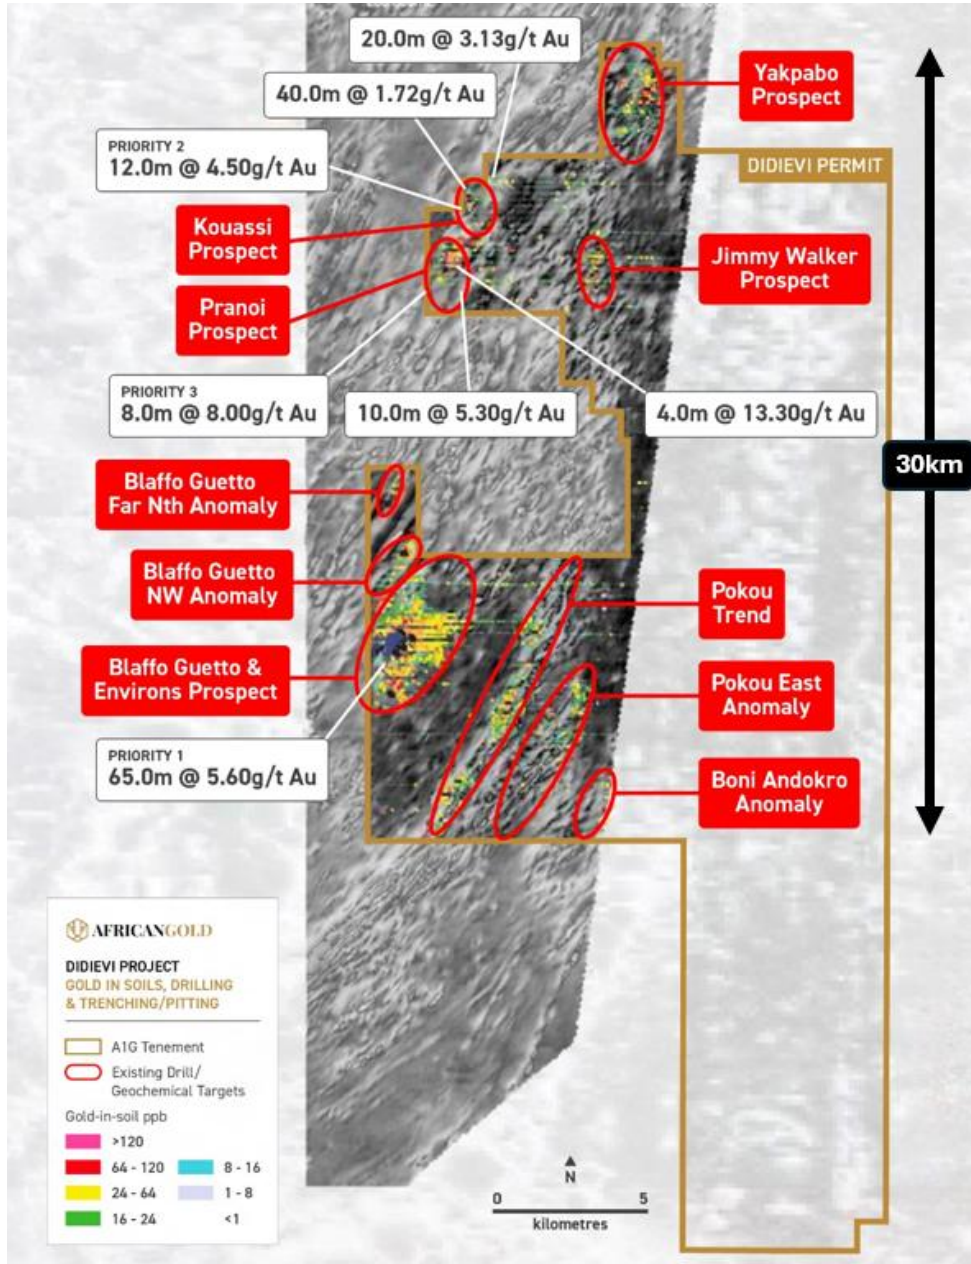 20.0m @ 3.13g/t Au
40.0m @ 1.72g/t Au
PRIORITY 2
12.0m @ 4.50g/t Au
Yakpabo
Prospect
DIDIEVI PERMIT
Kouassi
Prospect
Jimmy Walker
Prospect
Pranoi
Prospect
PRIORITY 3
8.0m @ 8.00g/t Au
10.0m @ 5.30g/t Au
4.0m @ 13.30g/t Au
30km
Blaffo Guetto
Far Nth Anomaly
Blaffo Guetto
NW Anomaly
Pokou
Trend
Blaffo Guetto &
Environs Prospect
Pokou East
Anomaly
PRIORITY 1
65.0m @ 5.60g/t Au
Boni Andokro
Anomaly
AFRICANGOLD
DIDIEVI PROJECT
GOLD IN SOILS, DRILLING
& TRENCHING/PITTING
A1G Tenement
Existing Drill/
Geochemical Targets
Gold-in-soil ppb
>120
64 - 120
8 - 16
24 - 64
1 - 8
16 - 24
<1
N
0 5
kilometres